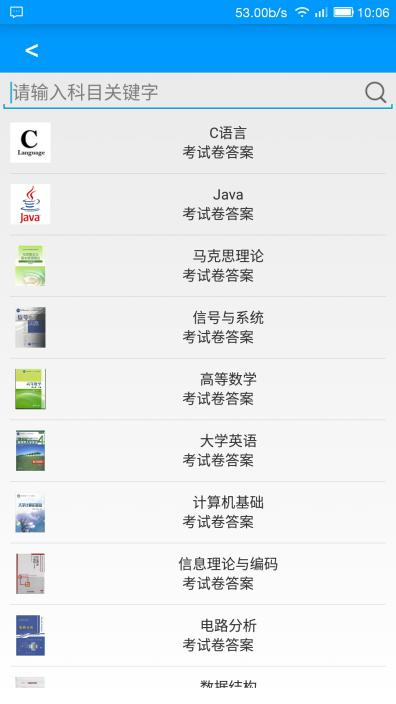 53.00b/s
10:06
<
请输入科目关键字
C
Language
C语言
考试卷答案
Java
Java
考试卷答案
马克思理论
考试卷答案
信号与系统
考试卷答案
高等数学
高等数学
考试卷答案
大学英语
考试卷答案
计算机基础
考试卷答案
信息理论与编码
考试卷答案
电路分析
考试卷答案
数据结构